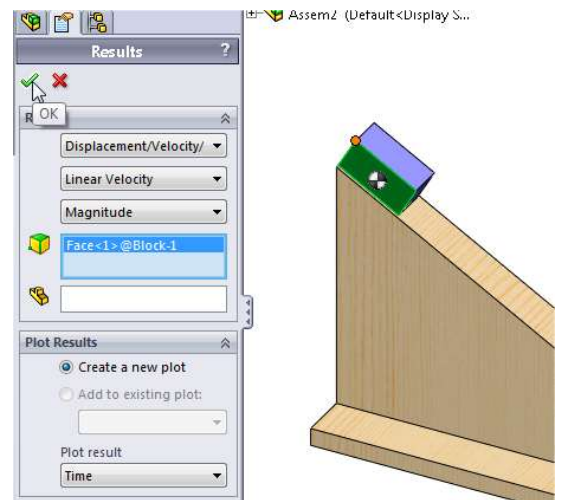 Assem2 (Default<Display S...
Results ?
OK
R
Displacement/Velocity/
Linear Velocity
Magnitude
Face<1>@Block-1
Plot Results
Create a new plot
Add to existing plot:
Plot result
Time